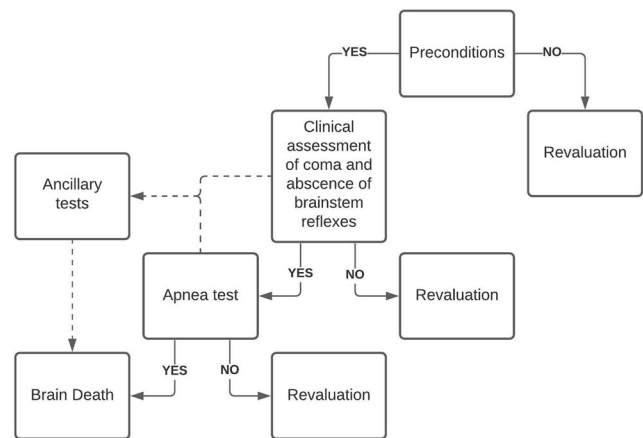 Preconditions
YES
NO
Clinical
assessment
of coma and
abscence of
brainstem
reflexes
Revaluation
Ancillary
tests
YES
NO
Apnea test
Revaluation
YES
NO
Brain Death
Revaluation